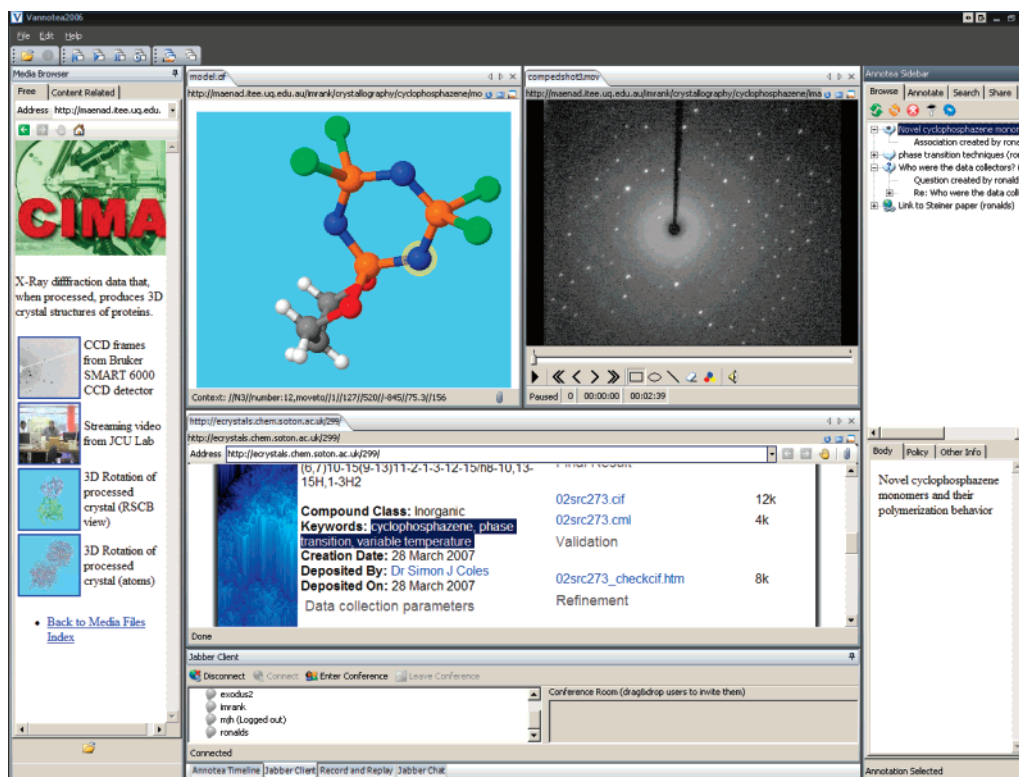 Vannotea2006
File Edit Help
Media Browser
Free Content Related
Address http://maenad.itee.uq.edu.
CIMA
X-Ray difffraction data that,
when processed, produces 3D
crystal structures of proteins.
CCD frames
from Bruker
SMART 6000
CCD detector
Streaming video
from JCU Lab
3D Rotation of
processed
crystal (RSCB
view)
3D Rotation of
processed
crystal (atoms)
Back to Media Files
Index
model.cif
http://maenad.itee.uq.edu.au/imrank/crystallography/cyclophosphazene/mo
Context: //N3//number:12,moveto//1//127//520//-845//75.3//156
compedshot3.mov
http://maenad.itee.uq.edu.au/imrank/crystallography/cyclophosphazene/ima
Paused 0 00:00:00 00:02:39
http://ecrystals.chem.soton.ac.uk/299/
http://ecrystals.chem.soton.ac.uk/299/
Address http://ecrystals.chem.soton.ac.uk/299/
(6,7)10-15(9-13)11-2-1-3-12-15/h8-10,13-
15H,1-3H2
Compound Class: Inorganic
Keywords: cyclophosphazene, phase
transition, variable temperature
Creation Date: 28 March 2007
Deposited By: Dr Simon J Coles
Deposited On: 28 March 2007
Data collection parameters
Final Result
02src273.cif 12k
02src273.cml 4k
Validation
02src273_checkcif.htm 8k
Refinement
Done
Jabber Client
Disconnect Connect Enter Conference Leave Conference
exodus2
imrank
mjh (Logged out)
ronalds
Conference Room (drag&drop users to invite them)
Connected
Annotea Timeline Jabber Client Record and Replay Jabber Chat
Annotea Sidebar
Browse Annotate Search Share
Novel cyclophosphazene monom
Association created by rona
phase transition techniques (ron
Who were the data collectors? (
Question created by ronalds
Re: Who were the data coll
Link to Steiner paper (ronalds)
Body Policy Other Info
Novel cyclophosphazene
monomers and their
polymerization behavior
Annotation Selected